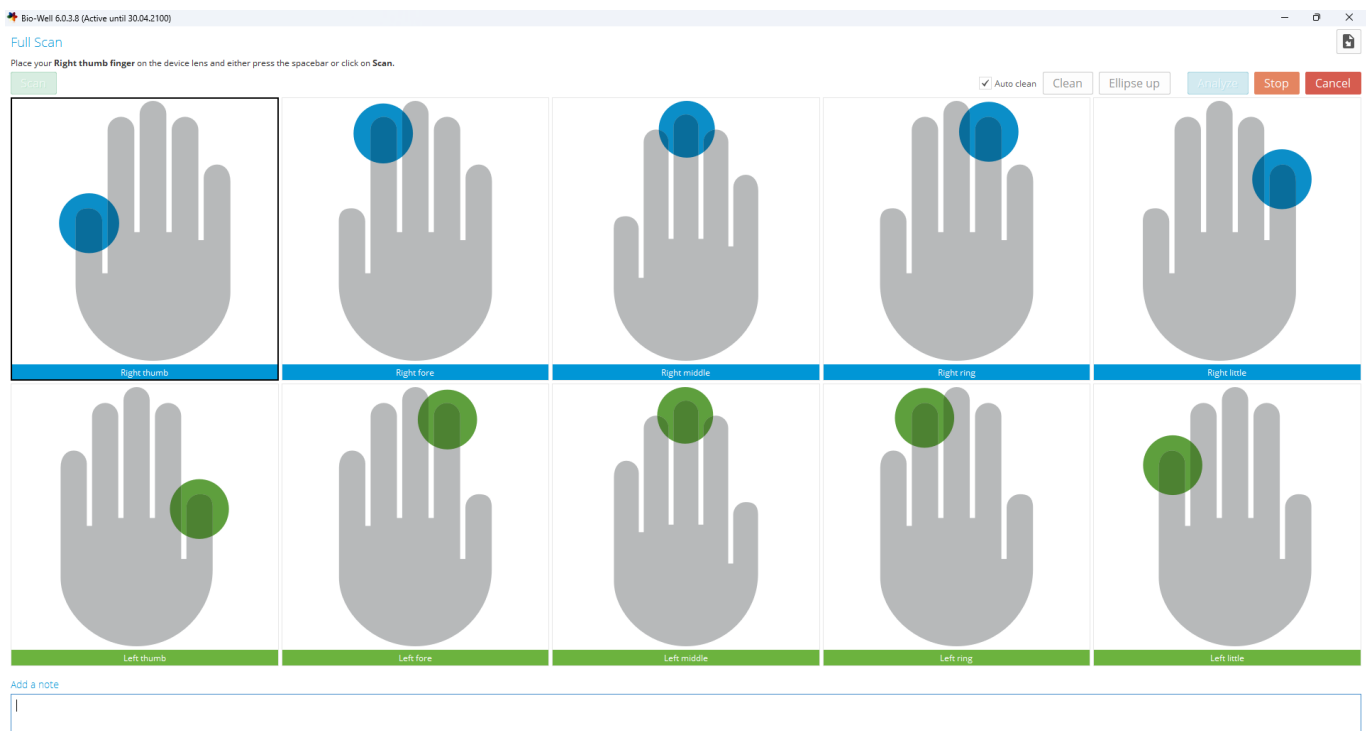 Bio-Well 6.0.3.8 (Active until 30.04.2100)
Full Scan
Place your Right thumb finger on the device lens and either press the spacebar or click on Scan.
Scan
Auto clean
Clean
Ellipse up
Analyze
Stop
Cancel
Right thumb
Right fore
Right middle
Right ring
Right little
Left thumb
Left fore
Left middle
Left ring
Left little
Add a note